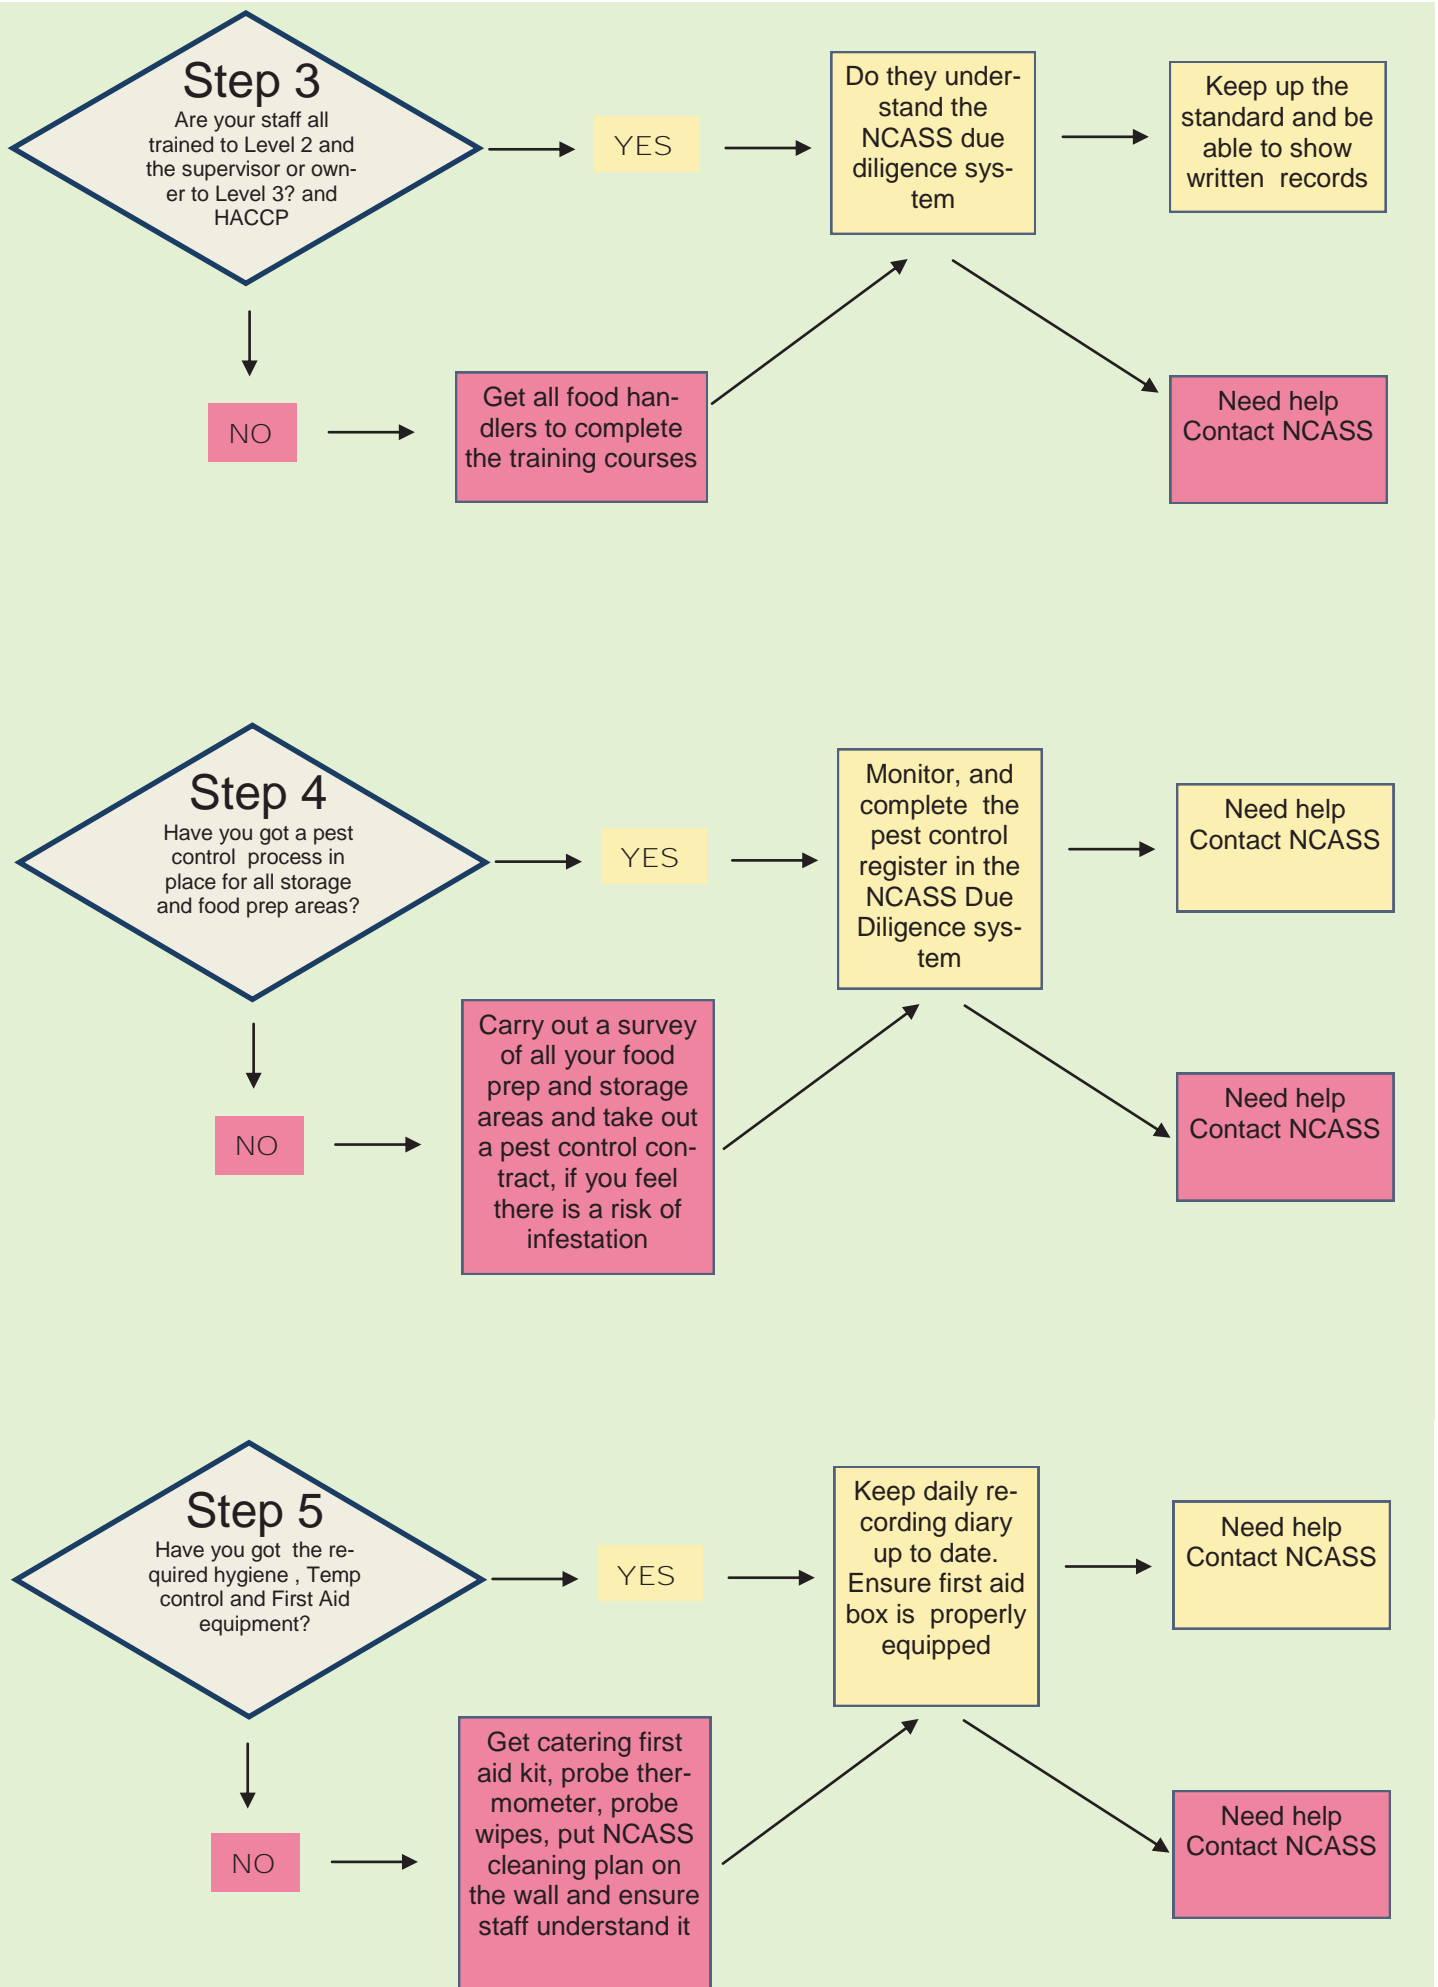 Step 3
Are your staff all
trained to Level 2 and
the supervisor or own-
er to Level 3? and
HACCP
YES
Do they under-
stand the
NCASS due
diligence sys-
tem
Keep up the
standard and be
able to show
written records
NO
Get all food han-
dlers to complete
the training courses
Need help
Contact NCASS
Step 4
Have you got a pest
control process in
place for all storage
and food prep areas?
YES
Monitor, and
complete the
pest control
register in the
NCASS Due
Diligence sys-
tem
Need help
Contact NCASS
NO
Carry out a survey
of all your food
prep and storage
areas and take out
a pest control con-
tract, if you feel
there is a risk of
infestation
Need help
Contact NCASS
Step 5
Have you got the re-
quired hygiene , Temp
control and First Aid
equipment?
YES
Keep daily re-
cording diary
up to date.
Ensure first aid
box is properly
equipped
Need help
Contact NCASS
NO
Get catering first
aid kit, probe ther-
mometer, probe
wipes, put NCASS
cleaning plan on
the wall and ensure
staff understand it
Need help
Contact NCASS